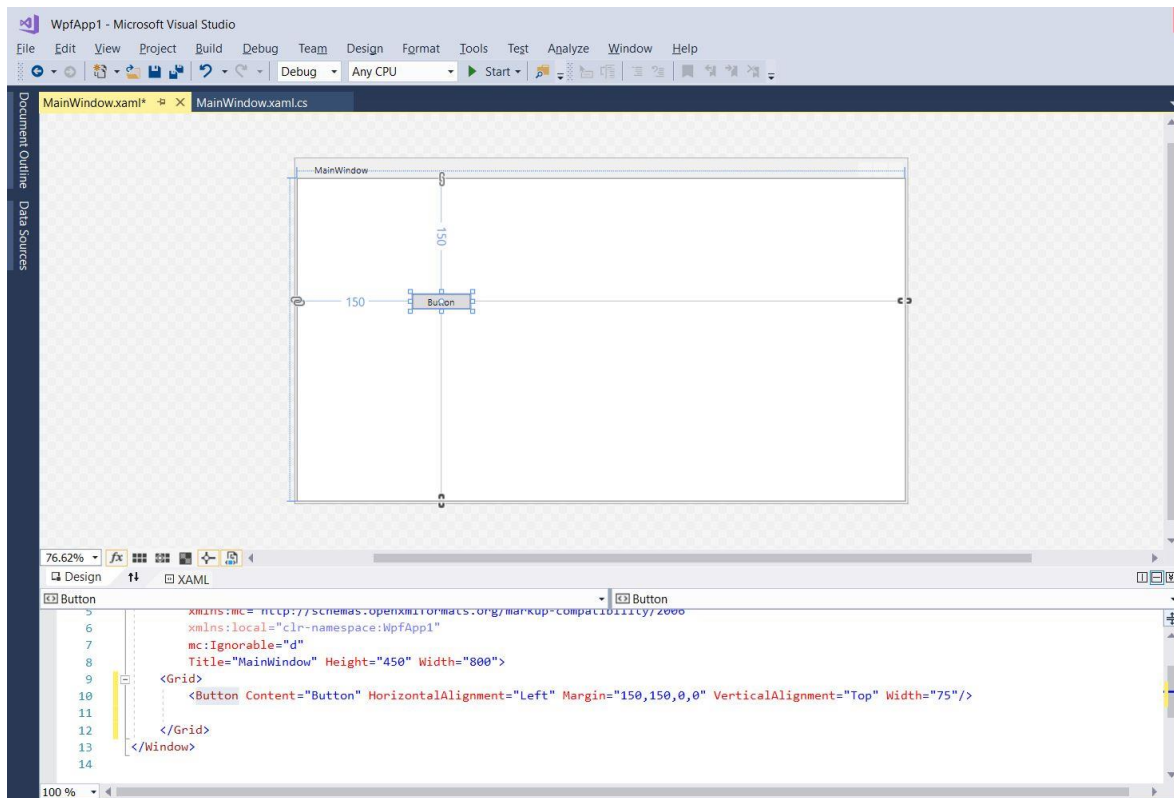 WpfApp1 - Microsoft Visual Studio
File Edit View Project Build Debug Team Design Format Tools Test Analyze Window Help
Debug Any CPU Start
Document Outline
Data Sources
MainWindow.xaml* MainWindow.xaml.cs
MainWindow
150
150
Button
76.62% fx
Design XAML
Button Button
5 xmlns:mc="http://schemas.openxmlformats.org/markup-compatibility/2006"
6 xmlns:local="clr-namespace:WpfApp1"
7 mc:Ignorable="d"
8 Title="MainWindow" Height="450" Width="800">
9 <Grid>
10 <Button Content="Button" HorizontalAlignment="Left" Margin="150,150,0,0" VerticalAlignment="Top" Width="75"/>
11
12 </Grid>
13 </Window>
14
100 %